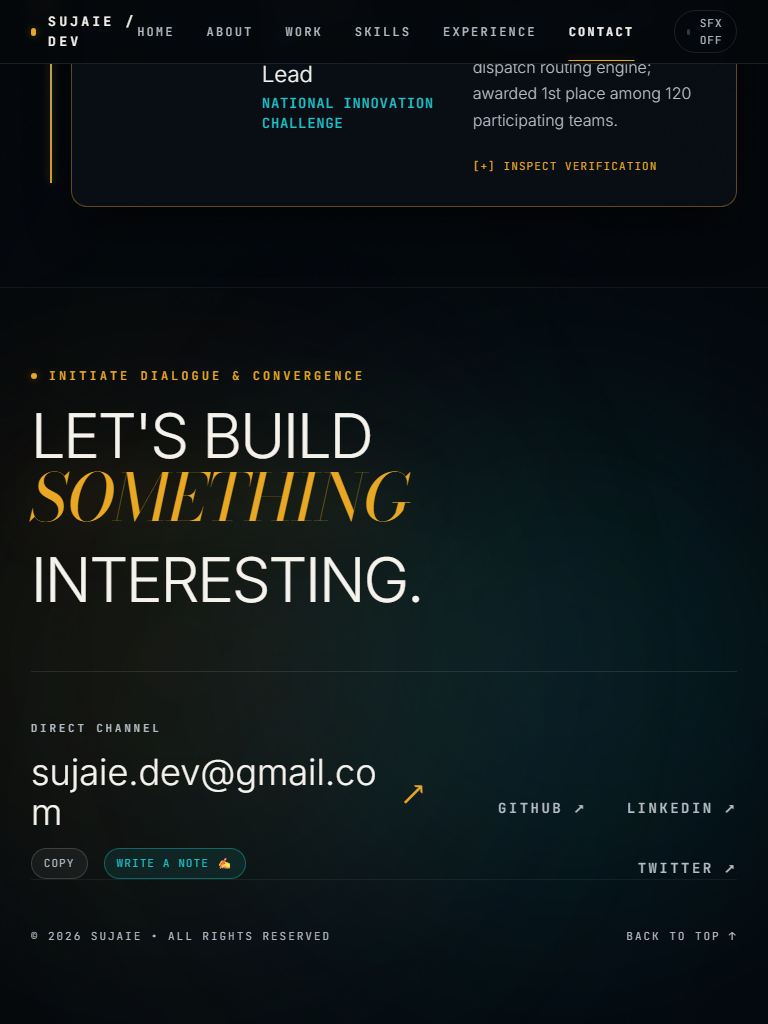 SUJAIE /
DEV
HOME
ABOUT
WORK
SKILLS
EXPERIENCE
CONTACT
SFX
OFF
Lead
NATIONAL INNOVATION
CHALLENGE
dispatch routing engine;
awarded 1st place among 120
participating teams.
[+] INSPECT VERIFICATION
INITIATE DIALOGUE & CONVERGENCE
LET'S BUILD
SOMETHING
INTERESTING.
DIRECT CHANNEL
sujaie.dev@gmail.co
m
↗
GITHUB ↗
LINKEDIN ↗
COPY
WRITE A NOTE ✍️
TWITTER ↗
© 2026 SUJAIE • ALL RIGHTS RESERVED
BACK TO TOP ↑